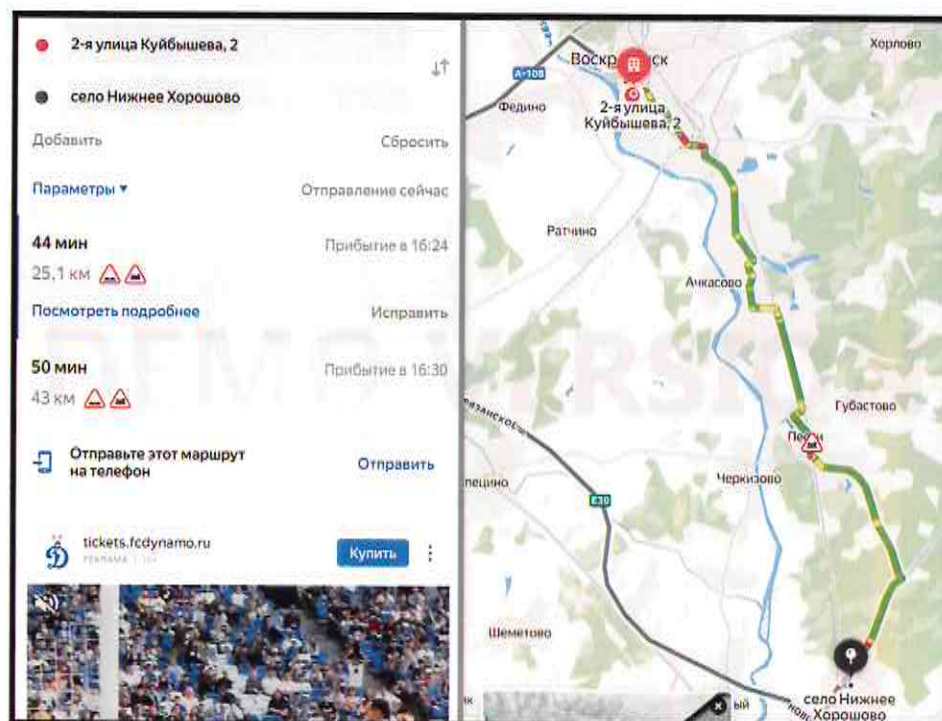 2-я улица Куйбышева, 2
село Нижнее Хорошово
Добавить
Сбросить
Параметры
Отправление сейчас
44 мин
Прибытие в 16:24
25,1 км
Посмотреть подробнее
Исправить
50 мин
Прибытие в 16:30
43 км
Отправьте этот маршрут
на телефон
Отправить
tickets.fcdynamo.ru
РЕКЛАМА
Купить
DEMO VERSIO
Хорлово
А-108
Федино
2-я улица
Куйбышева, 2
Ратчино
Ачкасово
Губастово
Черкизово
Е30
Шеметово
село Нижнее
Хорошово
ый